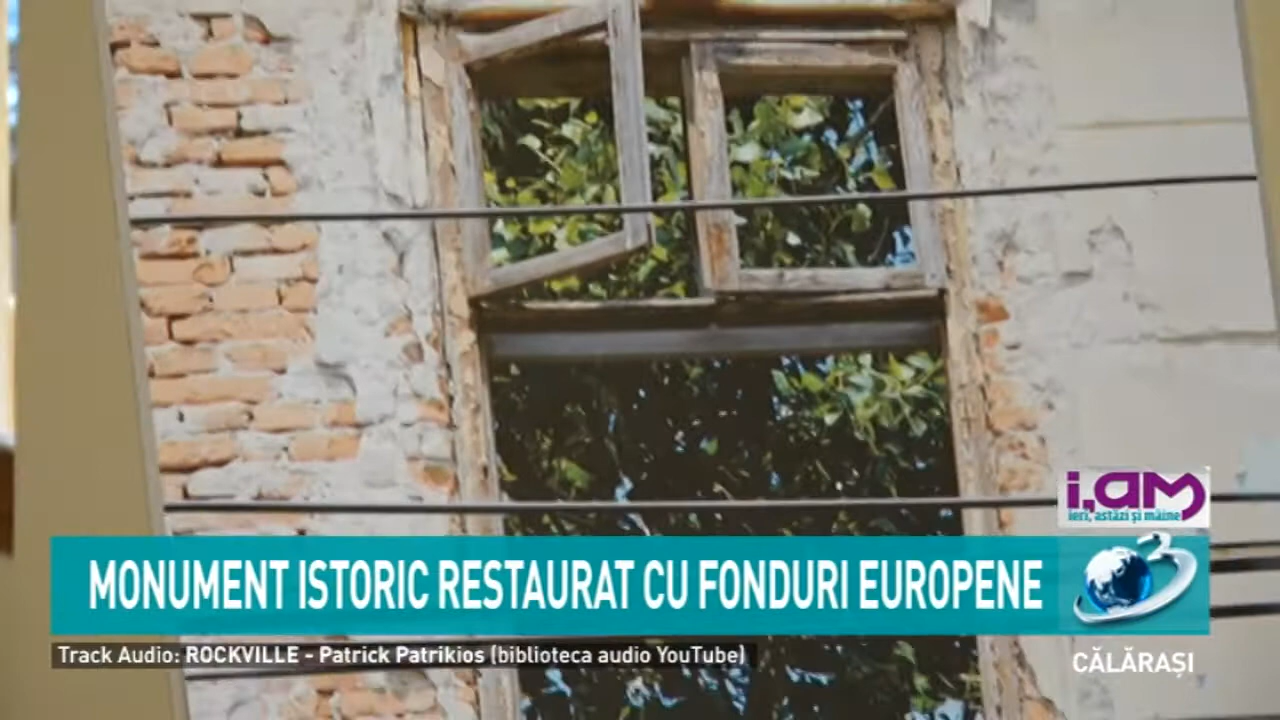 i,am
ieri, astăzi și mâine
MONUMENT ISTORIC RESTAURAT CU FONDURI EUROPENE
3
Track Audio: ROCKVILLE - Patrick Patrikios (biblioteca audio YouTube)
CĂLĂRAȘI